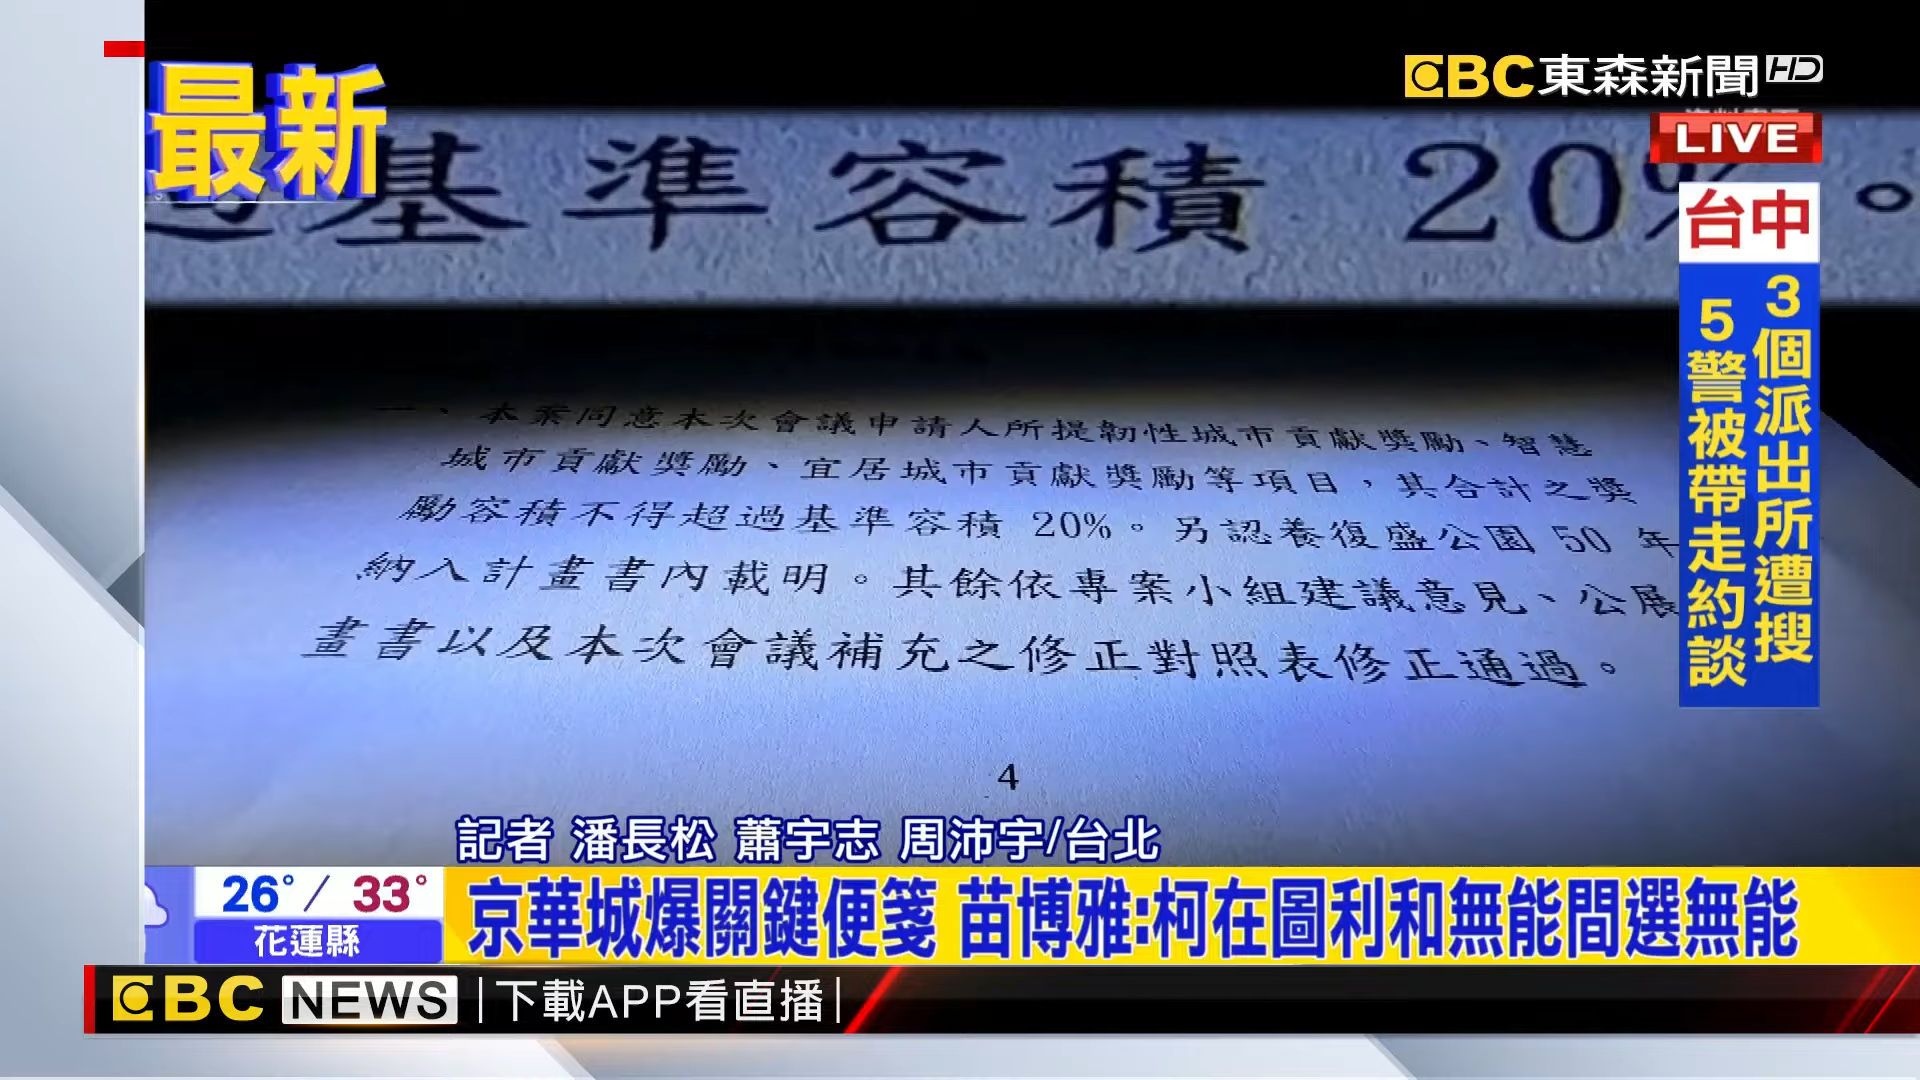 最新
EBC東森新聞HD
LIVE
過基準容積 20%。
台中
3個派出所遭搜
5警被帶走約談
一、本案同意本次會議申請人所提韌性城市貢獻獎勵、智慧
城市貢獻獎勵、宜居城市貢獻獎勵等項目，其合計之獎
勵容積不得超過基準容積 20%。另認養復盛公園 50 年
納入計畫書內載明。其餘依專案小組建議意見、公展
畫書以及本次會議補充之修正對照表修正通過。
4
記者 潘長松 蕭宇志 周沛宇/台北
26°/ 33°
花蓮縣
京華城爆關鍵便箋 苗博雅:柯在圖利和無能間選無能
EBC NEWS |下載APP看直播|